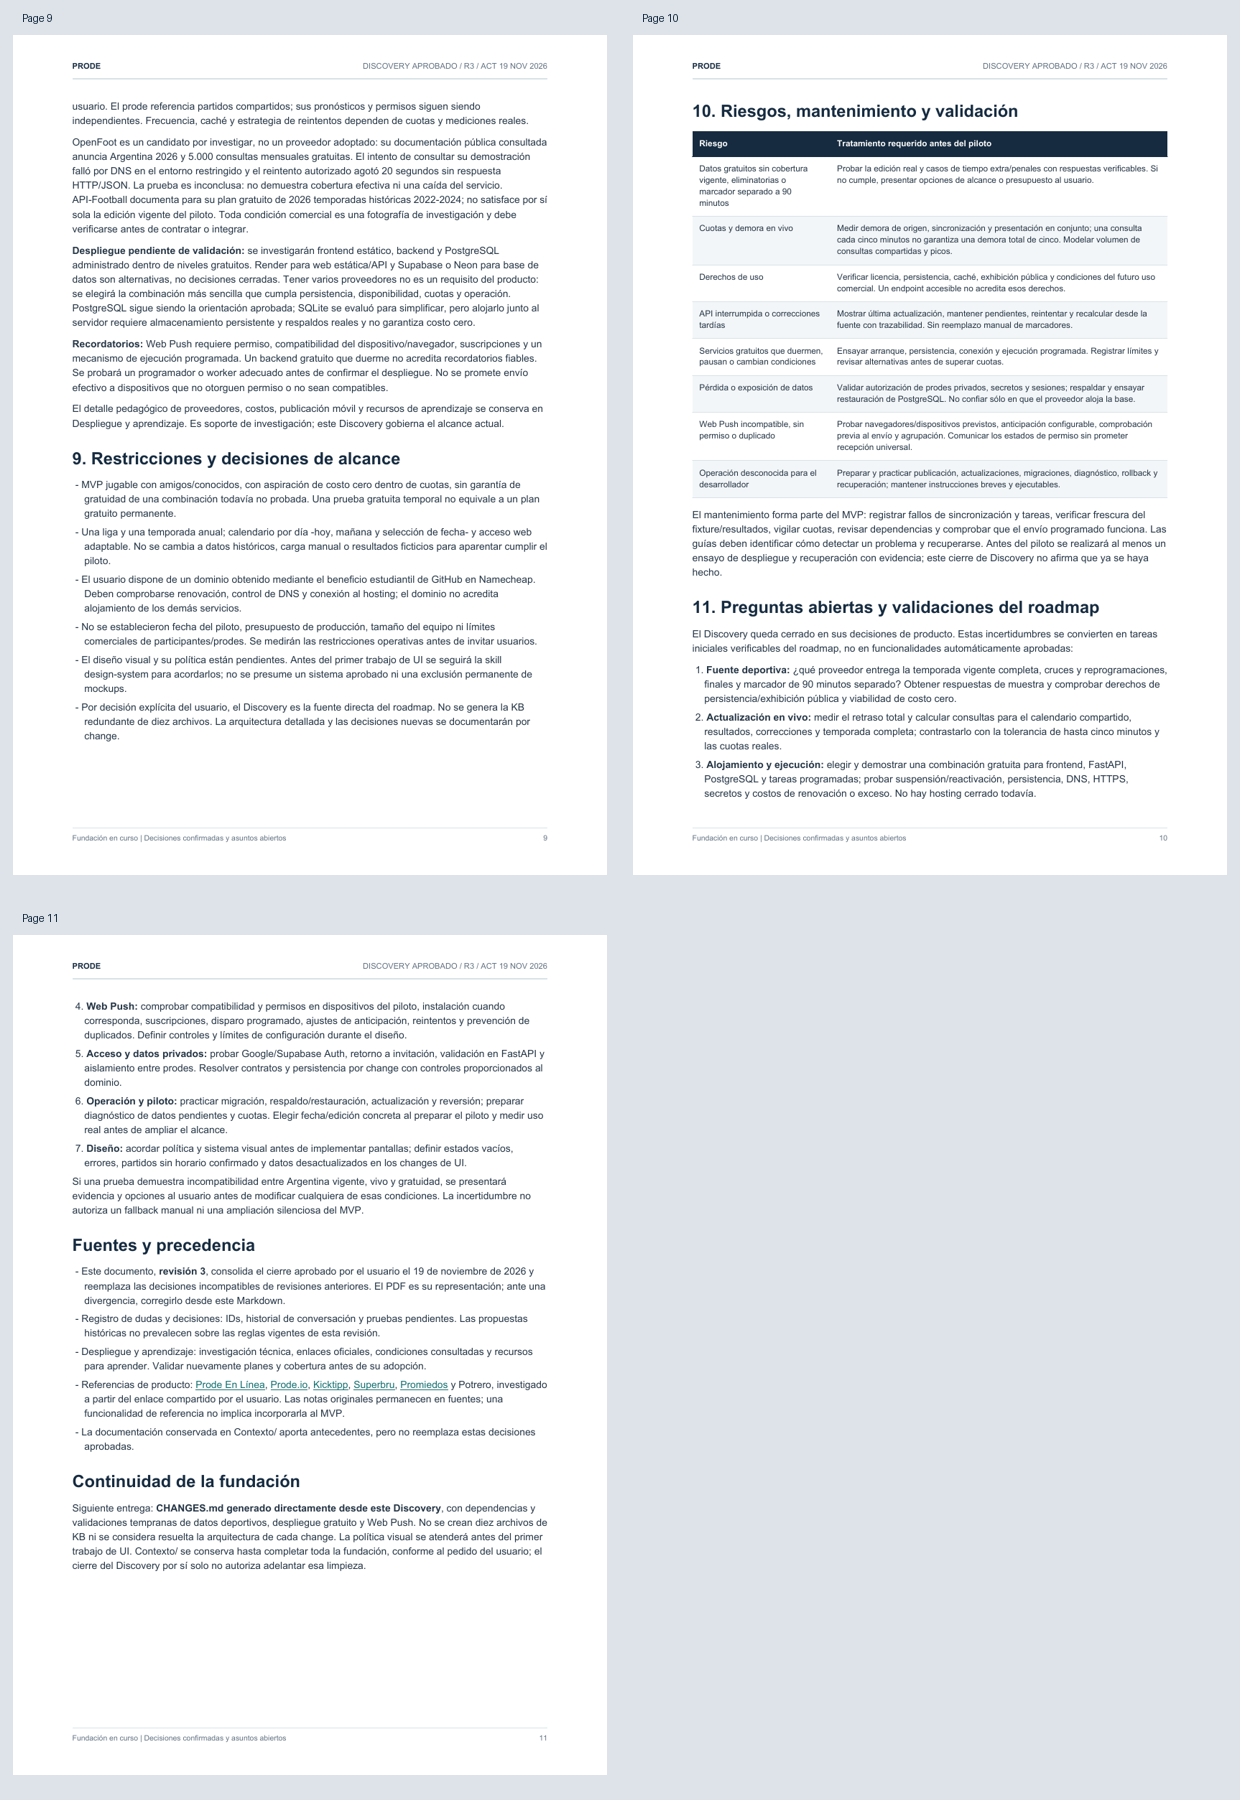 Page 9
PRODE
DISCOVERY APROBADO / R3 / ACT 19 NOV 2026
usuario. El prode referencia partidos compartidos; sus pronósticos y permisos siguen siendo
independientes. Frecuencia, caché y estrategia de reintentos dependen de cuotas y mediciones reales.
OpenFoot es un candidato por investigar, no un proveedor adoptado: su documentación pública consultada
anuncia Argentina 2026 y 5.000 consultas mensuales gratuitas. El intento de consultar su demostración
falló por DNS en el entorno restringido y el reintento autorizado agotó 20 segundos sin respuesta
HTTP/JSON. La prueba es inconclusa: no demuestra cobertura efectiva ni una caída del servicio.
API-Football documenta para su plan gratuito de 2026 temporadas históricas 2022-2024; no satisface por sí
sola la edición vigente del piloto. Toda condición comercial es una fotografía de investigación y debe
verificarse antes de contratar o integrar.
Despliegue pendiente de validación: se investigarán frontend estático, backend y PostgreSQL
administrado dentro de niveles gratuitos. Render para web estática/API y Supabase o Neon para base de
datos son alternativas, no decisiones cerradas. Tener varios proveedores no es un requisito del producto:
se elegirá la combinación más sencilla que cumpla persistencia, disponibilidad, cuotas y operación.
PostgreSQL sigue siendo la orientación aprobada; SQLite se evaluó para simplificar, pero alojarlo junto al
servidor requiere almacenamiento persistente y respaldos reales y no garantiza costo cero.
Recordatorios: Web Push requiere permiso, compatibilidad del dispositivo/navegador, suscripciones y un
mecanismo de ejecución programada. Un backend gratuito que duerme no acredita recordatorios fiables.
Se probará un programador o worker adecuado antes de confirmar el despliegue. No se promete envío
efectivo a dispositivos que no otorguen permiso o no sean compatibles.
El detalle pedagógico de proveedores, costos, publicación móvil y recursos de aprendizaje se conserva en
Despliegue y aprendizaje. Es soporte de investigación; este Discovery gobierna el alcance actual.
9. Restricciones y decisiones de alcance
- MVP jugable con amigos/conocidos, con aspiración de costo cero dentro de cuotas, sin garantía de
gratuidad de una combinación todavía no probada. Una prueba gratuita temporal no equivale a un plan
gratuito permanente.
- Una liga y una temporada anual; calendario por día -hoy, mañana y selección de fecha- y acceso web
adaptable. No se cambia a datos históricos, carga manual o resultados ficticios para aparentar cumplir el
piloto.
- El usuario dispone de un dominio obtenido mediante el beneficio estudiantil de GitHub en Namecheap.
Deben comprobarse renovación, control de DNS y conexión al hosting; el dominio no acredita
alojamiento de los demás servicios.
- No se establecieron fecha del piloto, presupuesto de producción, tamaño del equipo ni límites
comerciales de participantes/prodes. Se medirán las restricciones operativas antes de invitar usuarios.
- El diseño visual y su política están pendientes. Antes del primer trabajo de UI se seguirá la skill
design-system para acordarlos; no se presume un sistema aprobado ni una exclusión permanente de
mockups.
- Por decisión explícita del usuario, el Discovery es la fuente directa del roadmap. No se genera la KB
redundante de diez archivos. La arquitectura detallada y las decisiones nuevas se documentarán por
change.
Fundación en curso | Decisiones confirmadas y asuntos abiertos
9
Page 10
PRODE
DISCOVERY APROBADO / R3 / ACT 19 NOV 2026
10. Riesgos, mantenimiento y validación
Riesgo
Tratamiento requerido antes del piloto
Datos gratuitos sin cobertura
vigente, eliminatorias o
marcador separado a 90
minutos
Probar la edición real y casos de tiempo extra/penales con respuestas verificables. Si
no cumple, presentar opciones de alcance o presupuesto al usuario.
Cuotas y demora en vivo
Medir demora de origen, sincronización y presentación en conjunto; una consulta
cada cinco minutos no garantiza una demora total de cinco. Modelar volumen de
consultas compartidas y picos.
Derechos de uso
Verificar licencia, persistencia, caché, exhibición pública y condiciones del futuro uso
comercial. Un endpoint accesible no acredita esos derechos.
API interrumpida o correcciones
tardías
Mostrar última actualización, mantener pendientes, reintentar y recalcular desde la
fuente con trazabilidad. Sin reemplazo manual de marcadores.
Servicios gratuitos que duermen,
pausan o cambian condiciones
Ensayar arranque, persistencia, conexión y ejecución programada. Registrar límites y
revisar alternativas antes de superar cuotas.
Pérdida o exposición de datos
Validar autorización de prodes privados, secretos y sesiones; respaldar y ensayar
restauración de PostgreSQL. No confiar sólo en que el proveedor aloja la base.
Web Push incompatible, sin
permiso o duplicado
Probar navegadores/dispositivos previstos, anticipación configurable, comprobación
previa al envío y agrupación. Comunicar los estados de permiso sin prometer
recepción universal.
Operación desconocida para el
desarrollador
Preparar y practicar publicación, actualizaciones, migraciones, diagnóstico, rollback y
recuperación; mantener instrucciones breves y ejecutables.
El mantenimiento forma parte del MVP: registrar fallos de sincronización y tareas, verificar frescura del
fixture/resultados, vigilar cuotas, revisar dependencias y comprobar que el envío programado funciona. Las
guías deben identificar cómo detectar un problema y recuperarse. Antes del piloto se realizará al menos un
ensayo de despliegue y recuperación con evidencia; este cierre de Discovery no afirma que ya se haya
hecho.
11. Preguntas abiertas y validaciones del roadmap
El Discovery queda cerrado en sus decisiones de producto. Estas incertidumbres se convierten en tareas
iniciales verificables del roadmap, no en funcionalidades automáticamente aprobadas:
1. Fuente deportiva: ¿qué proveedor entrega la temporada vigente completa, cruces y reprogramaciones,
finales y marcador de 90 minutos separado? Obtener respuestas de muestra y comprobar derechos de
persistencia/exhibición pública y viabilidad de costo cero.
2. Actualización en vivo: medir el retraso total y calcular consultas para el calendario compartido,
resultados, correcciones y temporada completa; contrastarlo con la tolerancia de hasta cinco minutos y
las cuotas reales.
3. Alojamiento y ejecución: elegir y demostrar una combinación gratuita para frontend, FastAPI,
PostgreSQL y tareas programadas; probar suspensión/reactivación, persistencia, DNS, HTTPS,
secretos y costos de renovación o exceso. No hay hosting cerrado todavía.
Fundación en curso | Decisiones confirmadas y asuntos abiertos
10
Page 11
PRODE
DISCOVERY APROBADO / R3 / ACT 19 NOV 2026
4. Web Push: comprobar compatibilidad y permisos en dispositivos del piloto, instalación cuando
corresponda, suscripciones, disparo programado, ajustes de anticipación, reintentos y prevención de
duplicados. Definir controles y límites de configuración durante el diseño.
5. Acceso y datos privados: probar Google/Supabase Auth, retorno a invitación, validación en FastAPI y
aislamiento entre prodes. Resolver contratos y persistencia por change con controles proporcionados al
dominio.
6. Operación y piloto: practicar migración, respaldo/restauración, actualización y reversión; preparar
diagnóstico de datos pendientes y cuotas. Elegir fecha/edición concreta al preparar el piloto y medir uso
real antes de ampliar el alcance.
7. Diseño: acordar política y sistema visual antes de implementar pantallas; definir estados vacíos,
errores, partidos sin horario confirmado y datos desactualizados en los changes de UI.
Si una prueba demuestra incompatibilidad entre Argentina vigente, vivo y gratuidad, se presentará
evidencia y opciones al usuario antes de modificar cualquiera de esas condiciones. La incertidumbre no
autoriza un fallback manual ni una ampliación silenciosa del MVP.
Fuentes y precedencia
- Este documento, revisión 3, consolida el cierre aprobado por el usuario el 19 de noviembre de 2026 y
reemplaza las decisiones incompatibles de revisiones anteriores. El PDF es su representación; ante una
divergencia, corregirlo desde este Markdown.
- Registro de dudas y decisiones: IDs, historial de conversación y pruebas pendientes. Las propuestas
históricas no prevalecen sobre las reglas vigentes de esta revisión.
- Despliegue y aprendizaje: investigación técnica, enlaces oficiales, condiciones consultadas y recursos
para aprender. Validar nuevamente planes y cobertura antes de su adopción.
- Referencias de producto: Prode En Línea, Prode.io, Kicktipp, Superbru, Promiedos y Potrero, investigado
a partir del enlace compartido por el usuario. Las notas originales permanecen en fuentes; una
funcionalidad de referencia no implica incorporarla al MVP.
- La documentación conservada en Contexto/ aporta antecedentes, pero no reemplaza estas decisiones
aprobadas.
Continuidad de la fundación
Siguiente entrega: CHANGES.md generado directamente desde este Discovery, con dependencias y
validaciones tempranas de datos deportivos, despliegue gratuito y Web Push. No se crean diez archivos de
KB ni se considera resuelta la arquitectura de cada change. La política visual se atenderá antes del primer
trabajo de UI. Contexto/ se conserva hasta completar toda la fundación, conforme al pedido del usuario; el
cierre del Discovery por sí solo no autoriza adelantar esa limpieza.
Fundación en curso | Decisiones confirmadas y asuntos abiertos
11